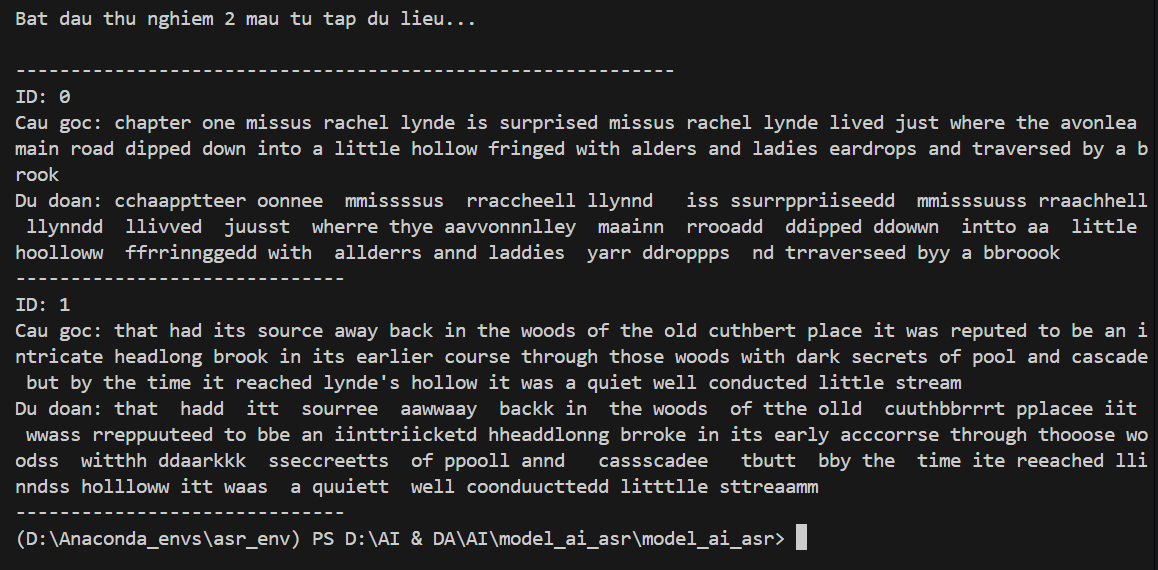 Bat dau thu nghiem 2 mau tu tap du lieu...
------------------------------------------------------------
ID: 0
Cau goc: chapter one missus rachel lynde is surprised missus rachel lynde lived just where the avonlea
main road dipped down into a little hollow fringed with alders and ladies eardrops and traversed by a b
rook
Du doan: cchaapptteer oonnee  mmissssus  rraccheell llynnd   iss ssurrppriiseedd  mmisssuuss rraachhell
 llynndd  llivved  juusst  wherre thye aavvonnnlley  maainn  rrooadd  ddipped ddowwn  intto aa  little
hoolloww  ffrrinnggedd with  allderrs annd laddies  yarr ddroppps  nd trraverseed byy a bbroook
------------------------------
ID: 1
Cau goc: that had its source away back in the woods of the old cuthbert place it was reputed to be an i
ntricate headlong brook in its earlier course through those woods with dark secrets of pool and cascade
 but by the time it reached lynde's hollow it was a quiet well conducted little stream
Du doan: that  hadd  itt  sourree  aawwaay  backk in  the woods  of tthe olld  cuuthbbrrrt pplacee iit
 wwass rreppuuteed to bbe an iinttriicketd hheaddlonng brroke in its early acccorrse through thooose wo
odss  witthh ddaarkkk  sseccreetts  of ppooll annd   cassscadee   tbutt  bby the  time ite reeached lli
nndss hollloww itt waas  a quuiett  well coonduucttedd litttlle sttreaamm
------------------------------
(D:\Anaconda_envs\asr_env) PS D:\AI & DA\AI\model_ai_asr\model_ai_asr>